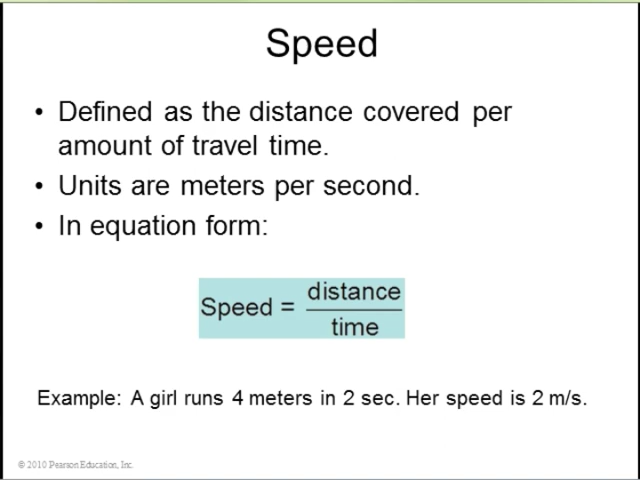 Speed
• Defined as the distance covered per
amount of travel time.
• Units are meters per second.
• In equation form:
Speed = distance
time
Example: A girl runs 4 meters in 2 sec. Her speed is 2 m/s.
© 2010 Pearson Education, Inc.